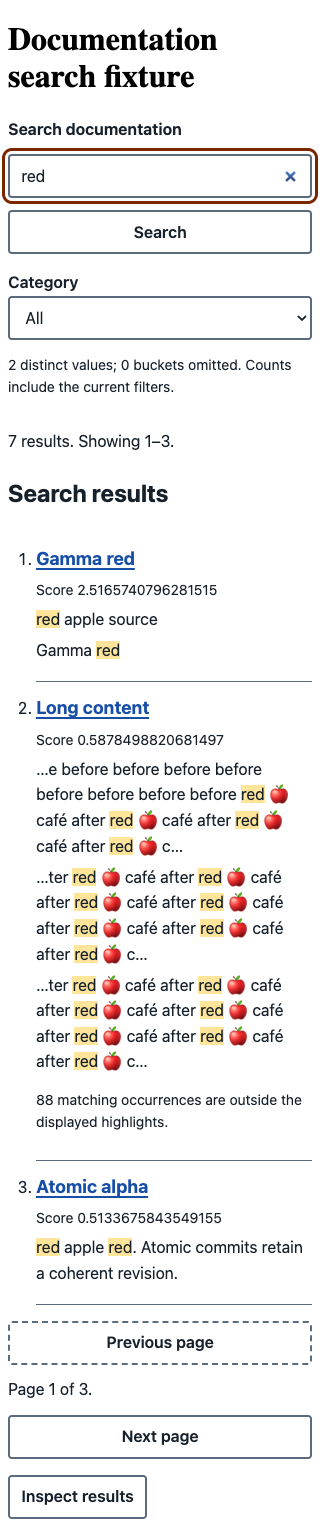 Documentation
search fixture
Search documentation
red
×
Search
Category
All
2 distinct values; 0 buckets omitted. Counts
include the current filters.
7 results. Showing 1–3.
Search results
1. Gamma red
Score 2.5165740796281515
red apple source
Gamma red
2. Long content
Score 0.5878498820681497
…e before before before before
before before before before red 🍎
café after red 🍎 café after red 🍎
café after red 🍎 c…
…ter red 🍎 café after red 🍎 café
after red 🍎 café after red 🍎 café
after red 🍎 café after red 🍎 café
after red 🍎 c…
…ter red 🍎 café after red 🍎 café
after red 🍎 café after red 🍎 café
after red 🍎 café after red 🍎 café
after red 🍎 c…
88 matching occurrences are outside the
displayed highlights.
3. Atomic alpha
Score 0.5133675843549155
red apple red. Atomic commits retain
a coherent revision.
Previous page
Page 1 of 3.
Next page
Inspect results